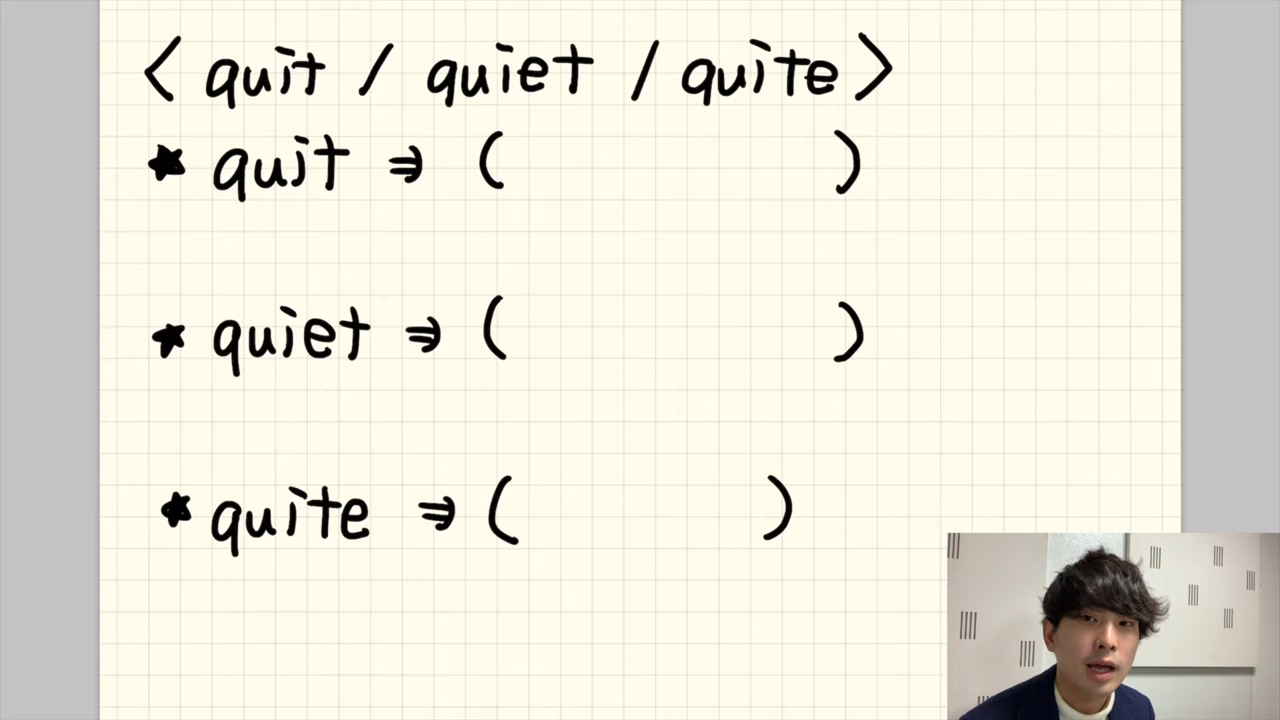 < quit / quiet / quite >
★ quit ⇒ ( )
★ quiet ⇒ ( )
★ quite ⇒ ( )